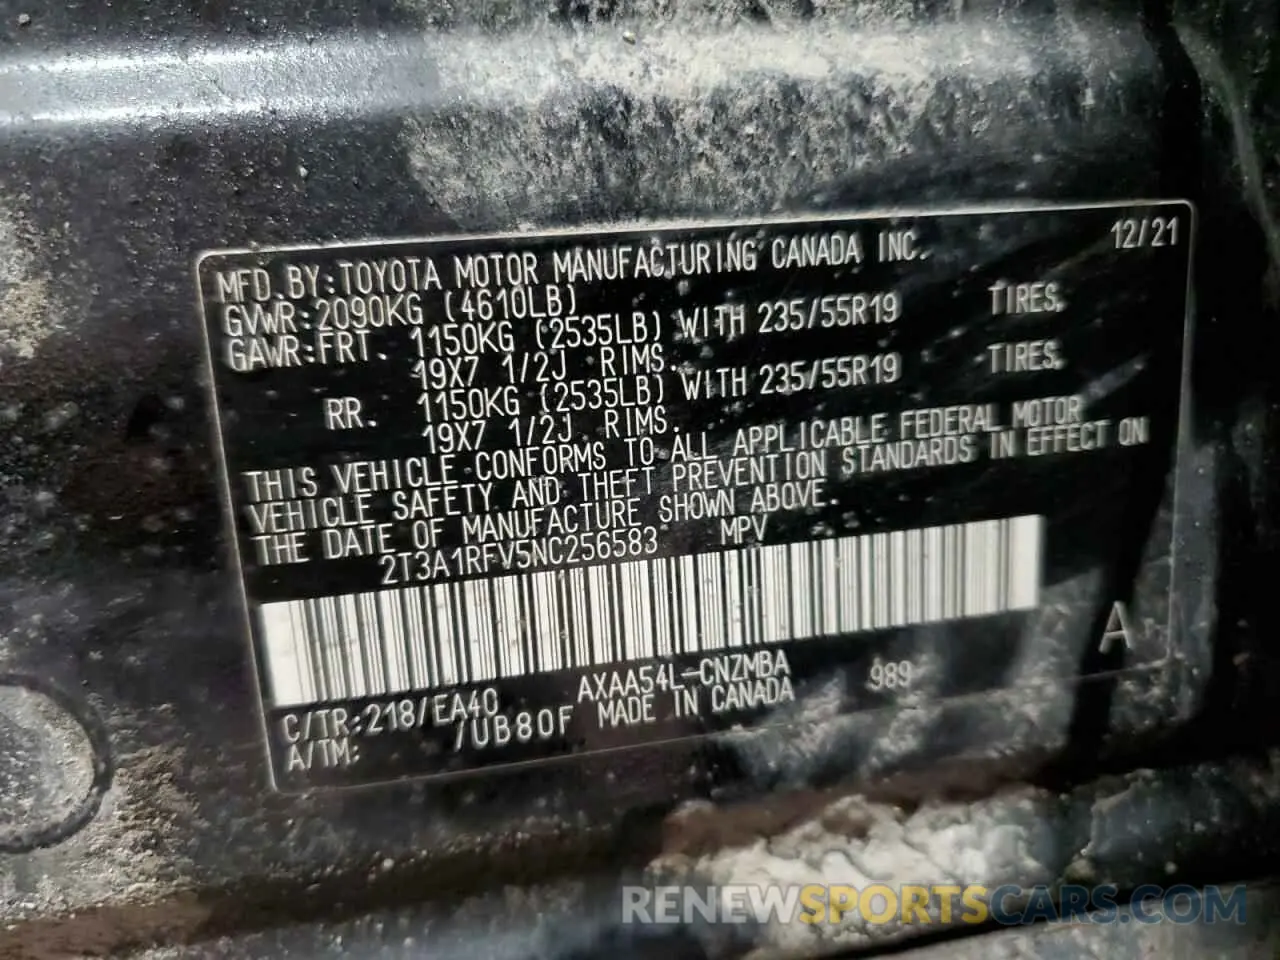 MFD.BY:TOYOTA MOTOR MANUFACTURING CANADA INC. 12/21
GVWR:2090KG (4610LB)
GAWR:FRT. 1150KG (2535LB) WITH 235/55R19 TIRES,
19X7 1/2J RIMS.
RR. 1150KG (2535LB) WITH 235/55R19 TIRES,
19X7 1/2J RIMS.
THIS VEHICLE CONFORMS TO ALL APPLICABLE FEDERAL MOTOR
VEHICLE SAFETY AND THEFT PREVENTION STANDARDS IN EFFECT ON
THE DATE OF MANUFACTURE SHOWN ABOVE.
2T3A1RFV5NC256583 MPV
A
C/TR:218/EA40 AXAA54L-CNZMBA 989
A/TM: /UB80F MADE IN CANADA
RENEWSPORTSCARS.COM